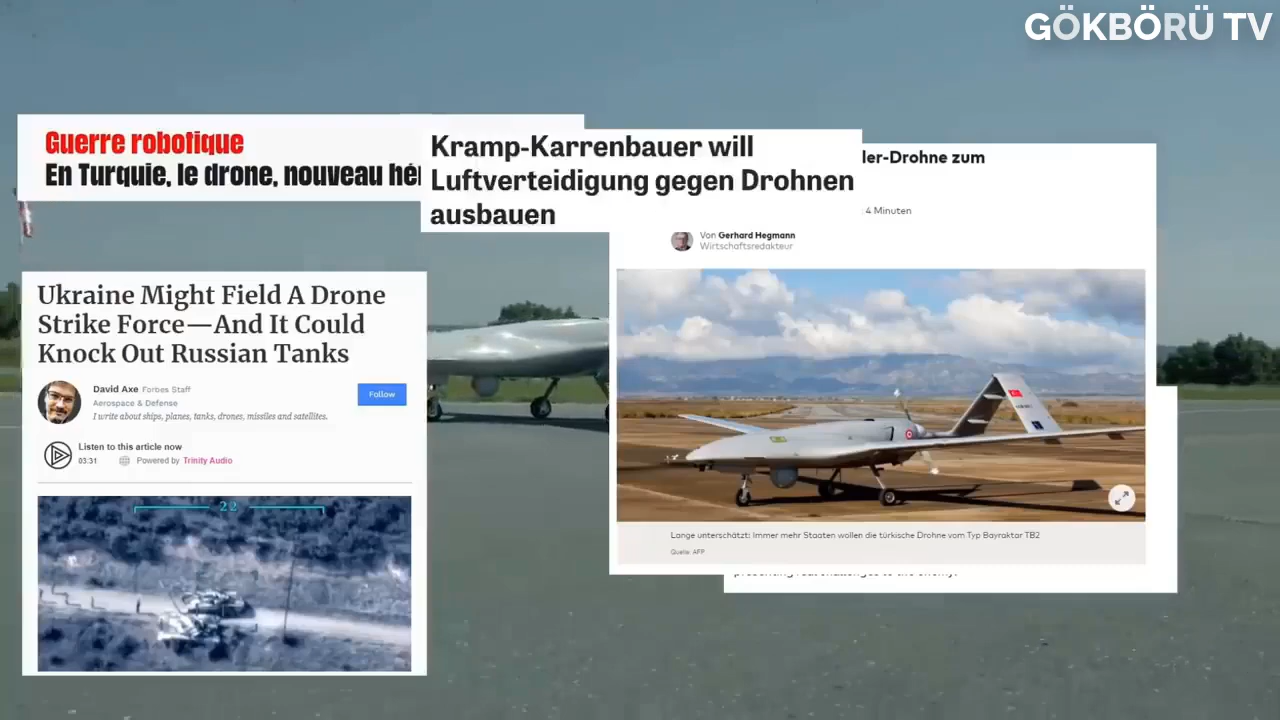 GÖKBÖRÜ TV
Guerre robotique
En Turquie, le drone, nouveau
Kramp-Karrenbauer will
Luftverteidigung gegen Drohnen
ausbauen
ler-Drohne zum
4 Minuten
Von Gerhard Hegmann
Wirtschaftsredakteur
Ukraine Might Field A Drone
Strike Force—And It Could
Knock Out Russian Tanks
David Axe Forbes Staff
Aerospace & Defense
I write about ships, planes, tanks, drones, missiles and satellites.
Follow
Listen to this article now
03:31 Powered by Trinity Audio
22
Lange unterschätzt: Immer mehr Staaten wollen die türkische Drohne vom Typ Bayraktar TB2
Quelle: AFP